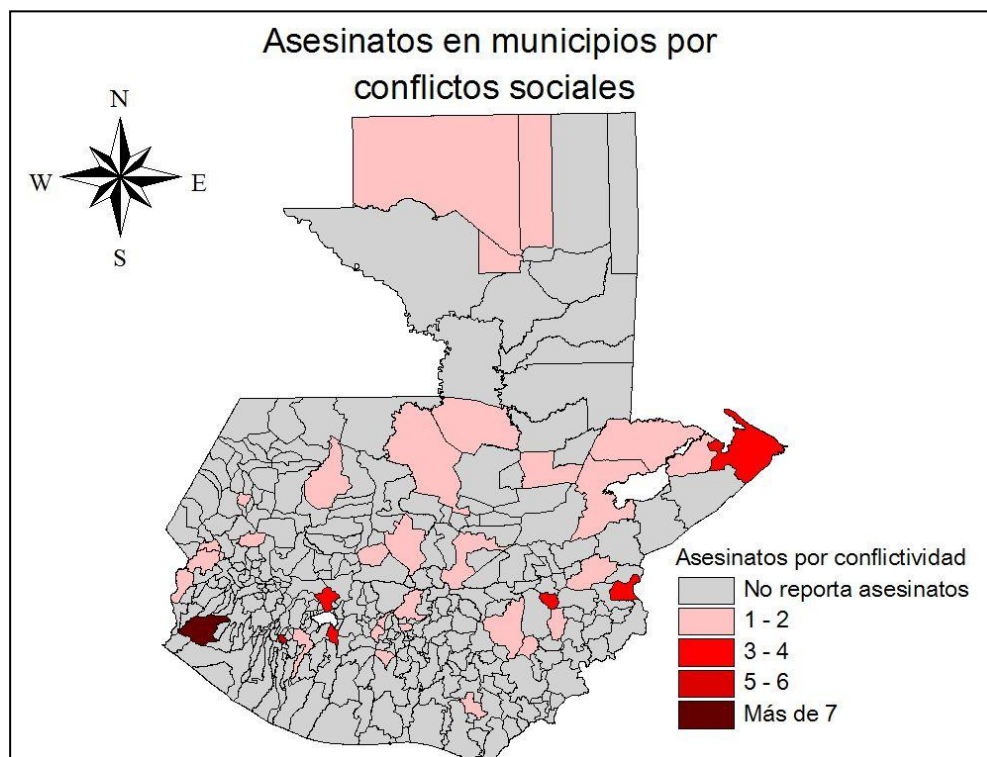 Asesinatos en municipios por
conflictos sociales
N
W E
S
Asesinatos por conflictividad
No reporta asesinatos
1 - 2
3 - 4
5 - 6
Más de 7